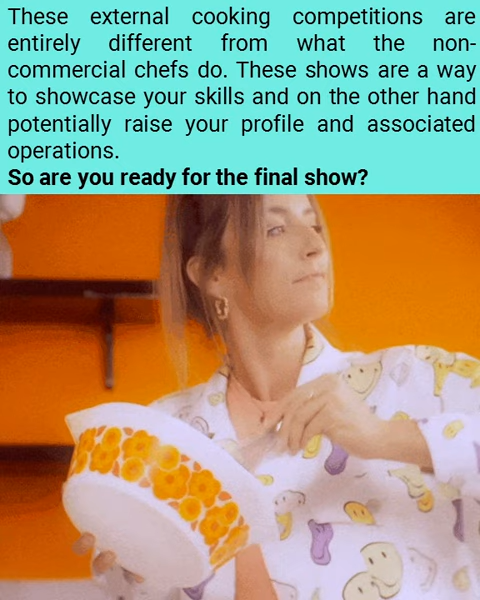 These external cooking competitions are
entirely different from what the non-
commercial chefs do. These shows are a way
to showcase your skills and on the other hand
potentially raise your profile and associated
operations.
So are you ready for the final show?